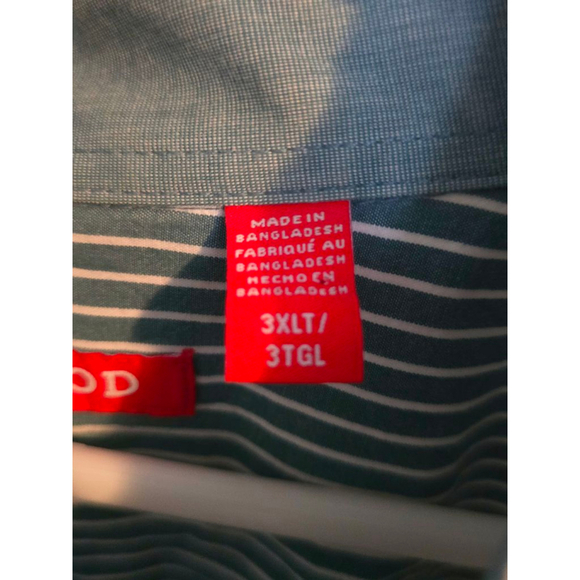 MADE IN
BANGLADESH
FABRIQUÉ AU
BANGLADESH
HECHO EN
BANGLADESH
3XLT/
3TGL
OD